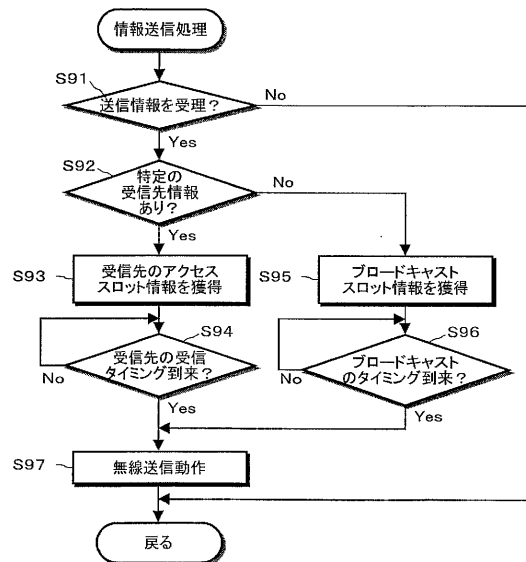 情報送信処理
S91
送信情報を受理？
No
Yes
S92
特定の
受信先情報
あり？
No
Yes
S93
受信先のアクセス
スロット情報を獲得
S95
ブロードキャスト
スロット情報を獲得
S94
受信先の受信
タイミング到来？
No
Yes
S96
ブロードキャスト
のタイミング到来？
No
Yes
S97
無線送信動作
戻る